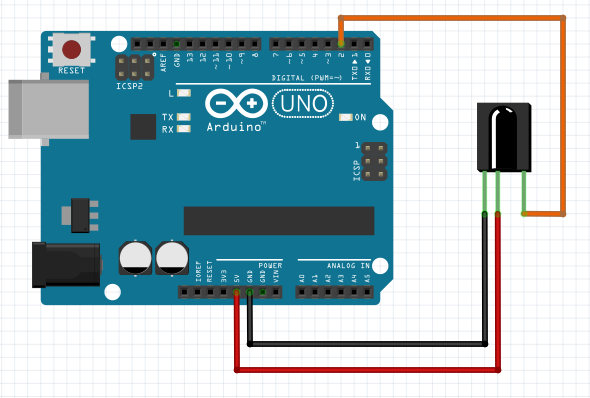 RESET
ICSP2
AREF
GND
13
12
~11
~10
~9
8
7
~6
~5
4
~3
2
TXD▶1
RXD◀0
DIGITAL (PWM=~)
L
TX
RX
UNO
Arduino™
ON
1
ICSP
IOREF
RESET
3V3
5V
GND
GND
VIN
POWER
ANALOG IN
A0
A1
A2
A3
A4
A5